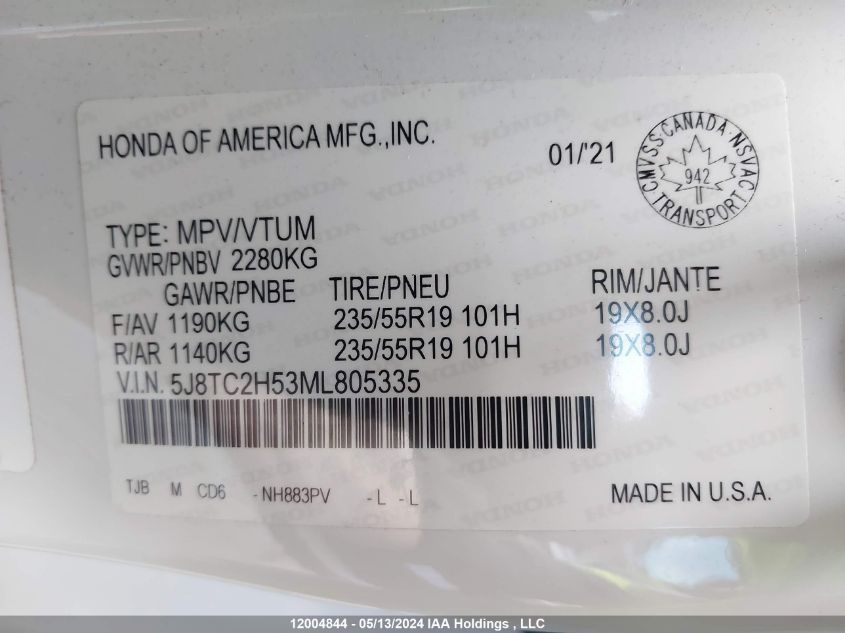 HONDA OF AMERICA MFG.,INC.
01/'21
CMVSS·CANADA·NSVAC
942
TRANSPORT
TYPE: MPV/VTUM
GVWR/PNBV 2280KG
GAWR/PNBE TIRE/PNEU RIM/JANTE
F/AV 1190KG 235/55R19 101H 19X8.0J
R/AR 1140KG 235/55R19 101H 19X8.0J
V.I.N. 5J8TC2H53ML805335
TJB M CD6 -NH883PV -L -L
MADE IN U.S.A.
12004844 - 05/13/2024 IAA Holdings , LLC